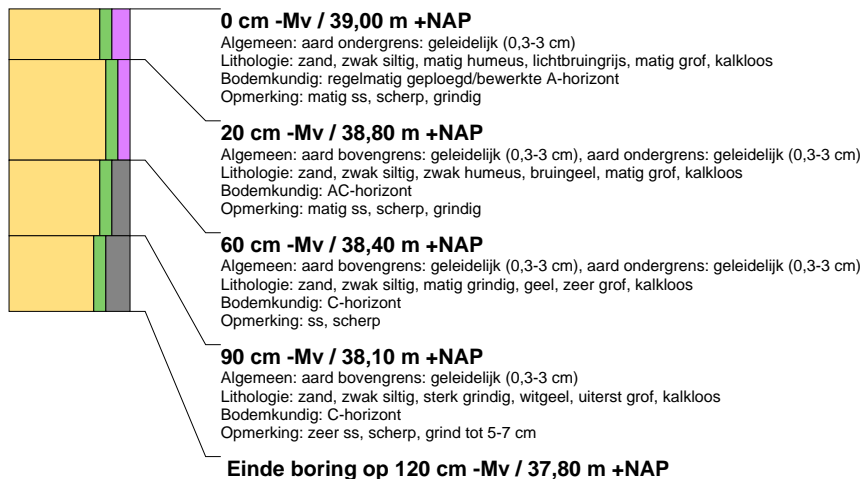 0 cm -Mv / 39,00 m +NAP
Algemeen: aard ondergrens: geleidelijk (0,3-3 cm)
Lithologie: zand, zwak siltig, matig humeus, lichtbruingrijs, matig grof, kalkloos
Bodemkundig: regelmatig geploegd/bewerkte A-horizont
Opmerking: matig ss, scherp, grindig
20 cm -Mv / 38,80 m +NAP
Algemeen: aard bovengrens: geleidelijk (0,3-3 cm), aard ondergrens: geleidelijk (0,3-3 cm)
Lithologie: zand, zwak siltig, zwak humeus, bruingeel, matig grof, kalkloos
Bodemkundig: AC-horizont
Opmerking: matig ss, scherp, grindig
60 cm -Mv / 38,40 m +NAP
Algemeen: aard bovengrens: geleidelijk (0,3-3 cm), aard ondergrens: geleidelijk (0,3-3 cm)
Lithologie: zand, zwak siltig, matig grindig, geel, zeer grof, kalkloos
Bodemkundig: C-horizont
Opmerking: ss, scherp
90 cm -Mv / 38,10 m +NAP
Algemeen: aard bovengrens: geleidelijk (0,3-3 cm)
Lithologie: zand, zwak siltig, sterk grindig, witgeel, uiterst grof, kalkloos
Bodemkundig: C-horizont
Opmerking: zeer ss, scherp, grind tot 5-7 cm
Einde boring op 120 cm -Mv / 37,80 m +NAP